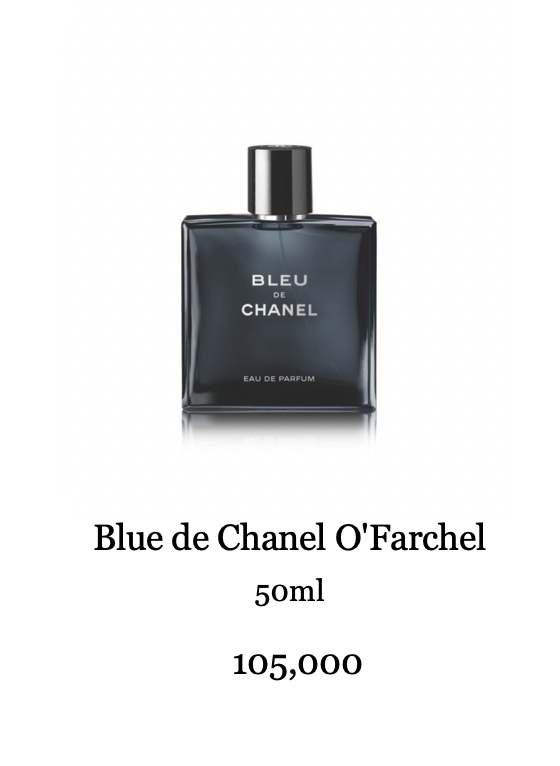 BLEU
DE
CHANEL
EAU DE PARFUM
Blue de Chanel O'Farchel
50ml
105,000